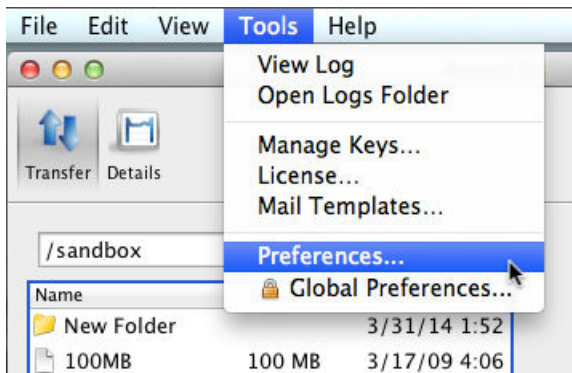 File Edit View Tools Help
View Log
Open Logs Folder
Manage Keys...
License...
Mail Templates...
Preferences...
Global Preferences...
Transfer Details
/sandbox
Name
New Folder 3/31/14 1:52
100MB 100 MB 3/17/09 4:06